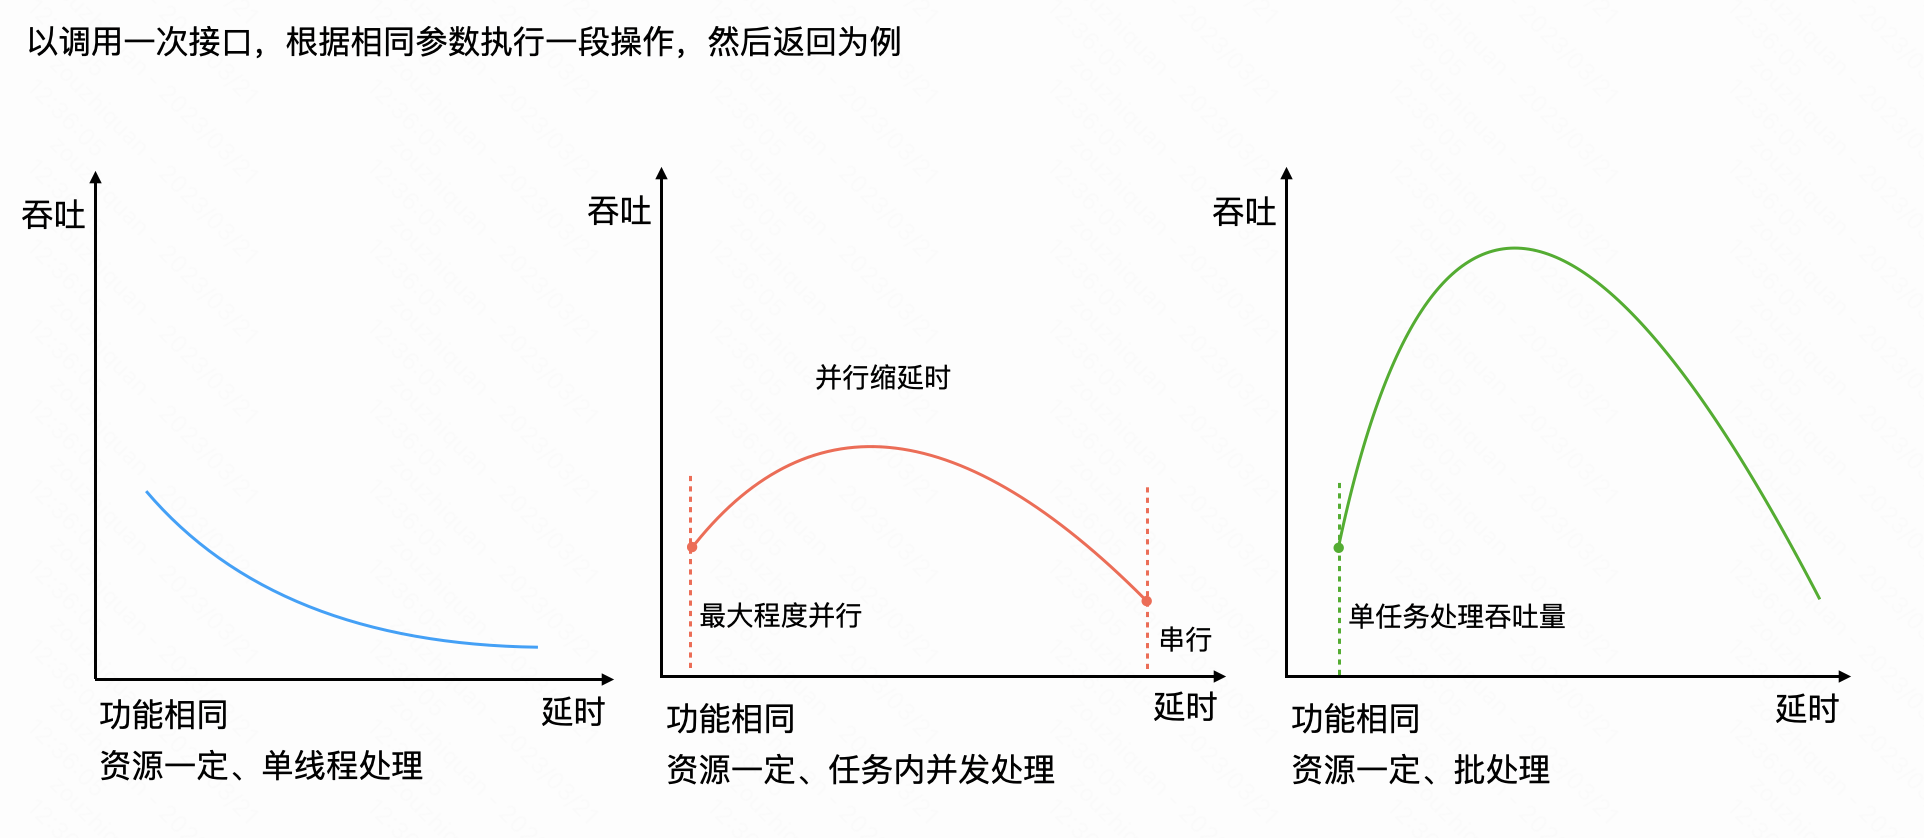 以调用一次接口，根据相同参数执行一段操作，然后返回为例
吞吐
延时
功能相同
资源一定、单线程处理
吞吐
并行缩延时
最大程度并行
串行
延时
功能相同
资源一定、任务内并发处理
吞吐
单任务处理吞吐量
延时
功能相同
资源一定、批处理